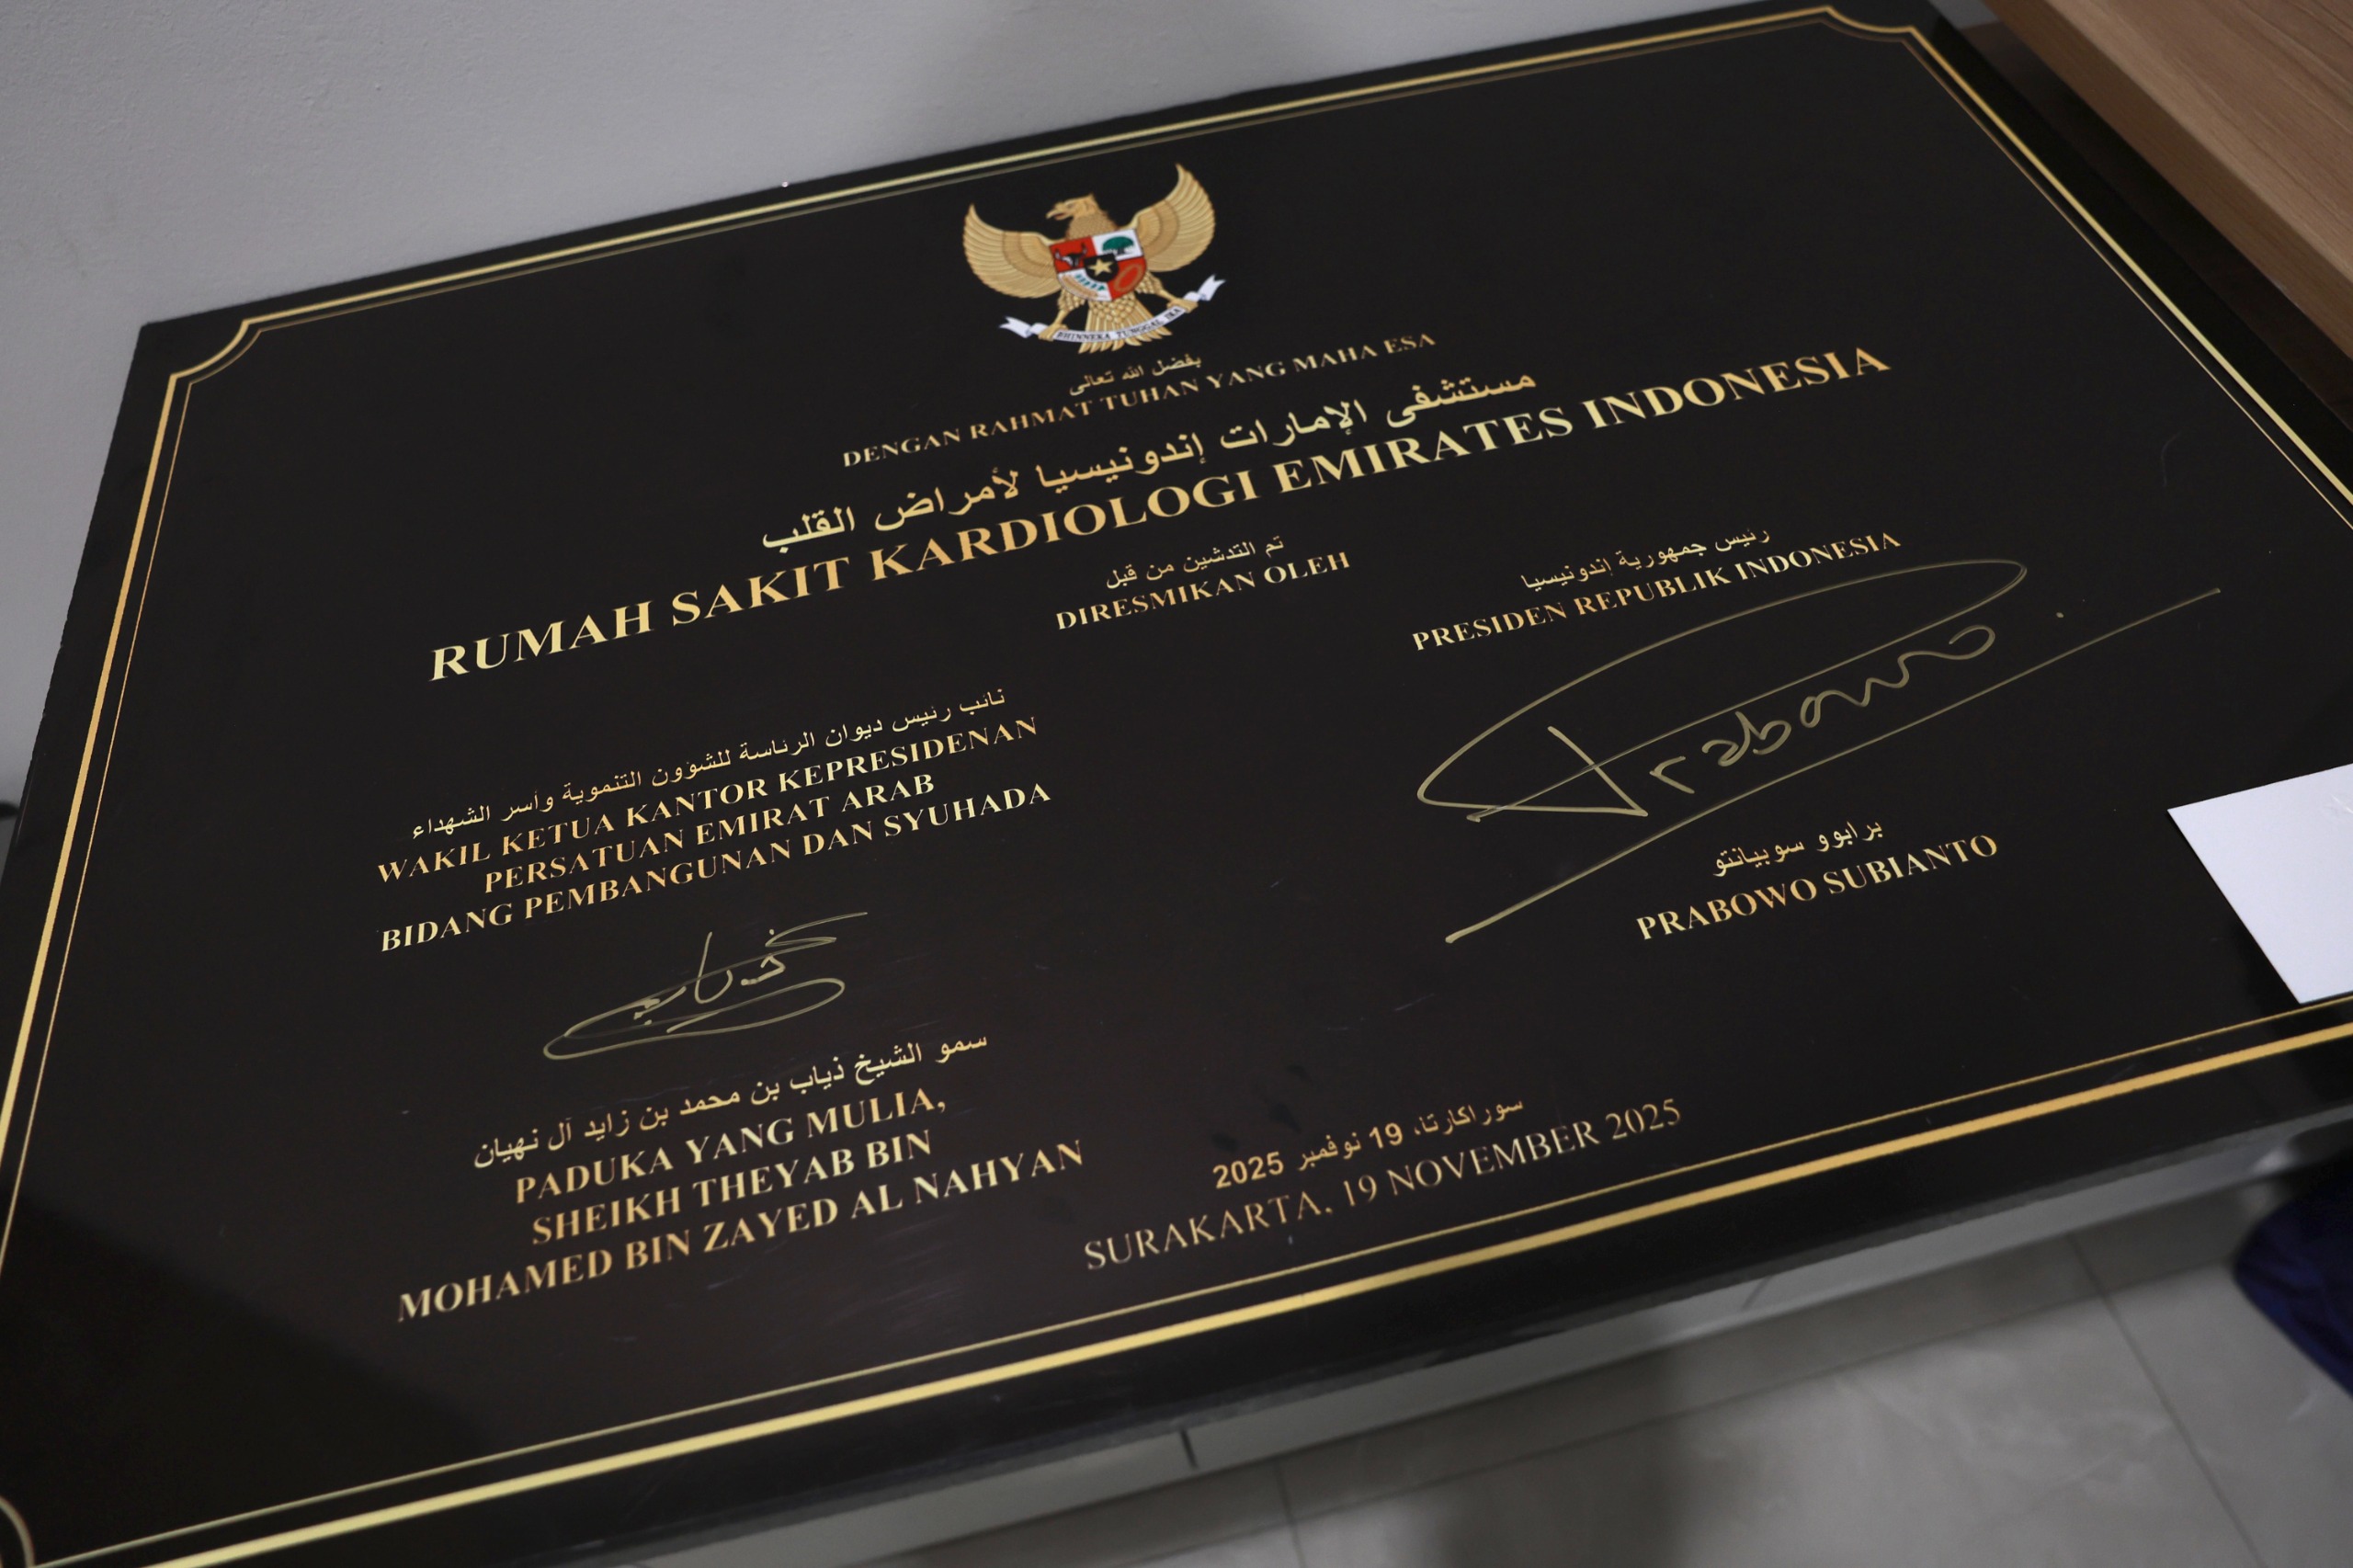 BHINNEKA TUNGGAL IKA
بفضل الله تعالى
DENGAN RAHMAT TUHAN YANG MAHA ESA
مستشفى الإمارات إندونيسيا لأمراض القلب
RUMAH SAKIT KARDIOLOGI EMIRATES INDONESIA
تم التدشين من قبل
DIRESMIKAN OLEH
نائب رئيس ديوان الرئاسة للشؤون التنموية وأسر الشهداء
WAKIL KETUA KANTOR KEPRESIDENAN
PERSATUAN EMIRAT ARAB
BIDANG PEMBANGUNAN DAN SYUHADA
سمو الشيخ ذياب بن محمد بن زايد آل نهيان
PADUKA YANG MULIA,
SHEIKH THEYAB BIN
MOHAMED BIN ZAYED AL NAHYAN
رئيس جمهورية إندونيسيا
PRESIDEN REPUBLIK INDONESIA
Prabowo
برابوو سوبيانتو
PRABOWO SUBIANTO
سوراكارتا، 19 نوفمبر 2025
SURAKARTA, 19 NOVEMBER 2025